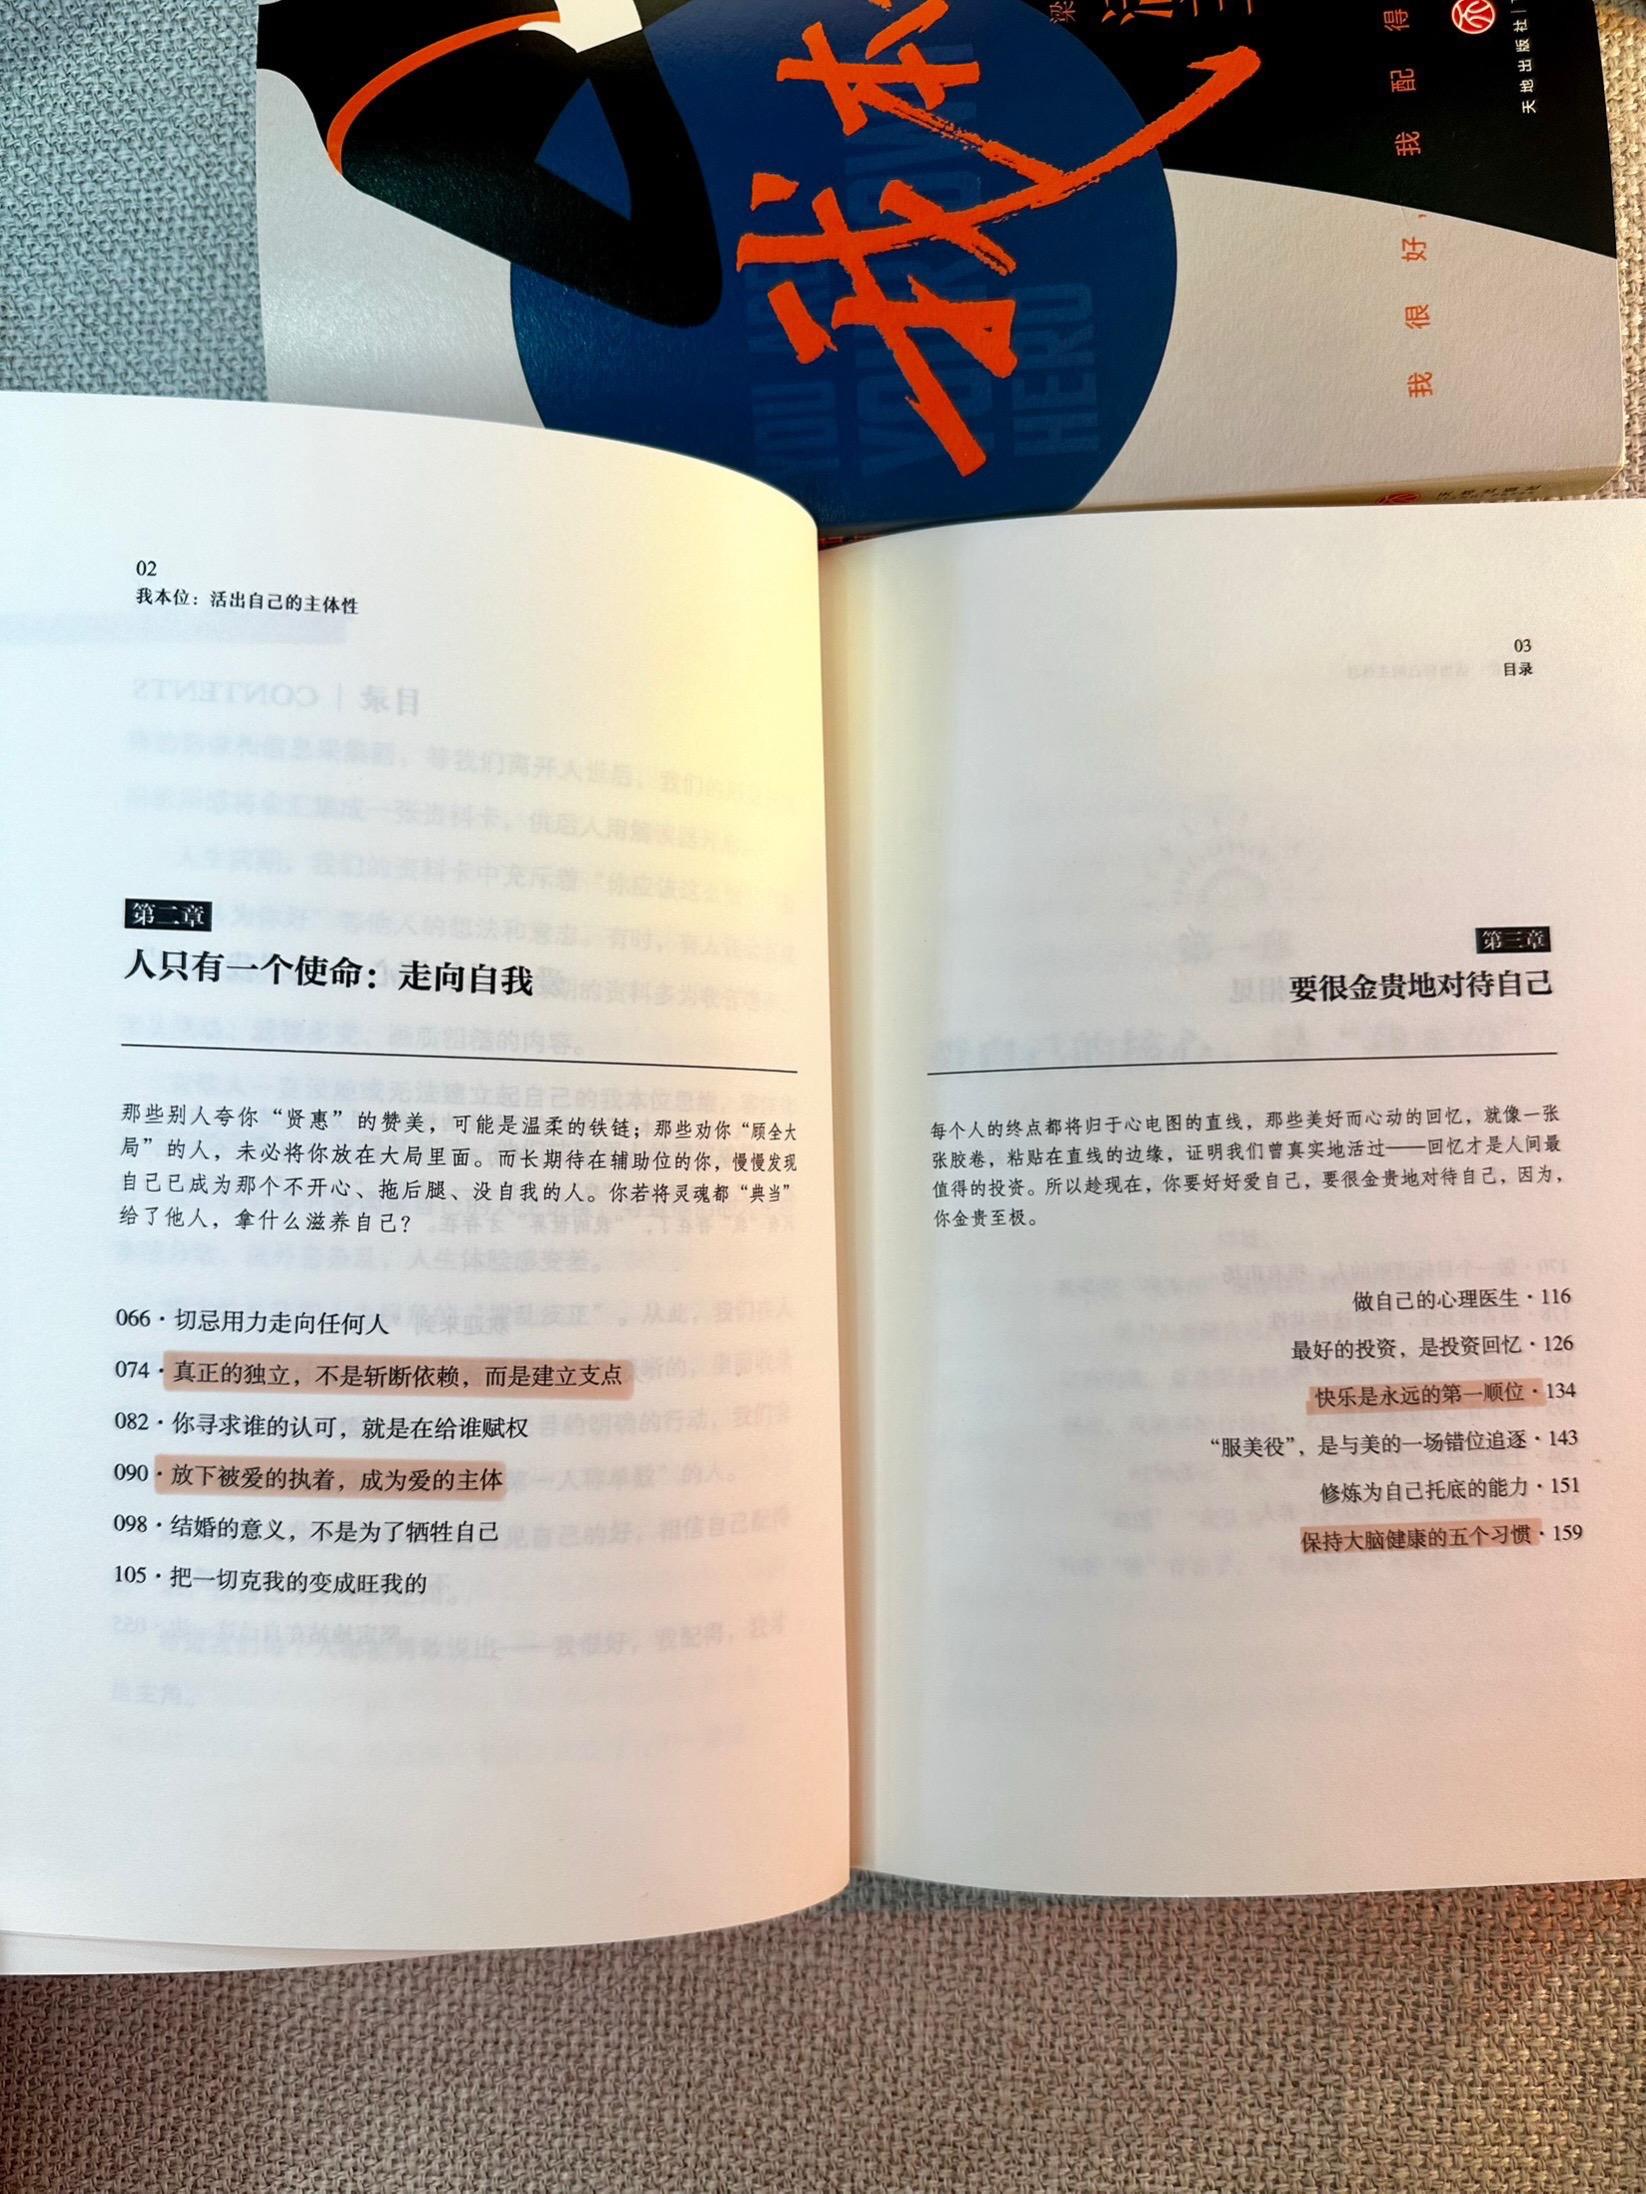 我本
YOU ARE
YOUR OWN
HERO
我很好，我配得
天地出版社
02
我本位：活出自己的主体性
第二章
人只有一个使命：走向自我
那些别人夸你“贤惠”的赞美，可能是温柔的铁链；那些劝你“顾全大
局”的人，未必将你放在大局里面。而长期待在辅助位的你，慢慢发现
自己已成为那个不开心、拖后腿、没自我的人。你若将灵魂都“典当”
给了他人，拿什么滋养自己？
066·切忌用力走向任何人
074·真正的独立，不是斩断依赖，而是建立支点
082·你寻求谁的认可，就是在给谁赋权
090·放下被爱的执着，成为爱的主体
098·结婚的意义，不是为了牺牲自己
105·把一切克我的变成旺我的
03
目录
第三章
要很金贵地对待自己
每个人的终点都将归于心电图的直线，那些美好而心动的回忆，就像一张
张胶卷，粘贴在直线的边缘，证明我们曾真实地活过——回忆才是人间最
值得的投资。所以趁现在，你要好好爱自己，要很金贵地对待自己，因为，
你金贵至极。
做自己的心理医生·116
最好的投资，是投资回忆·126
快乐是永远的第一顺位·134
“服美役”，是与美的一场错位追逐·143
修炼为自己托底的能力·151
保持大脑健康的五个习惯·159